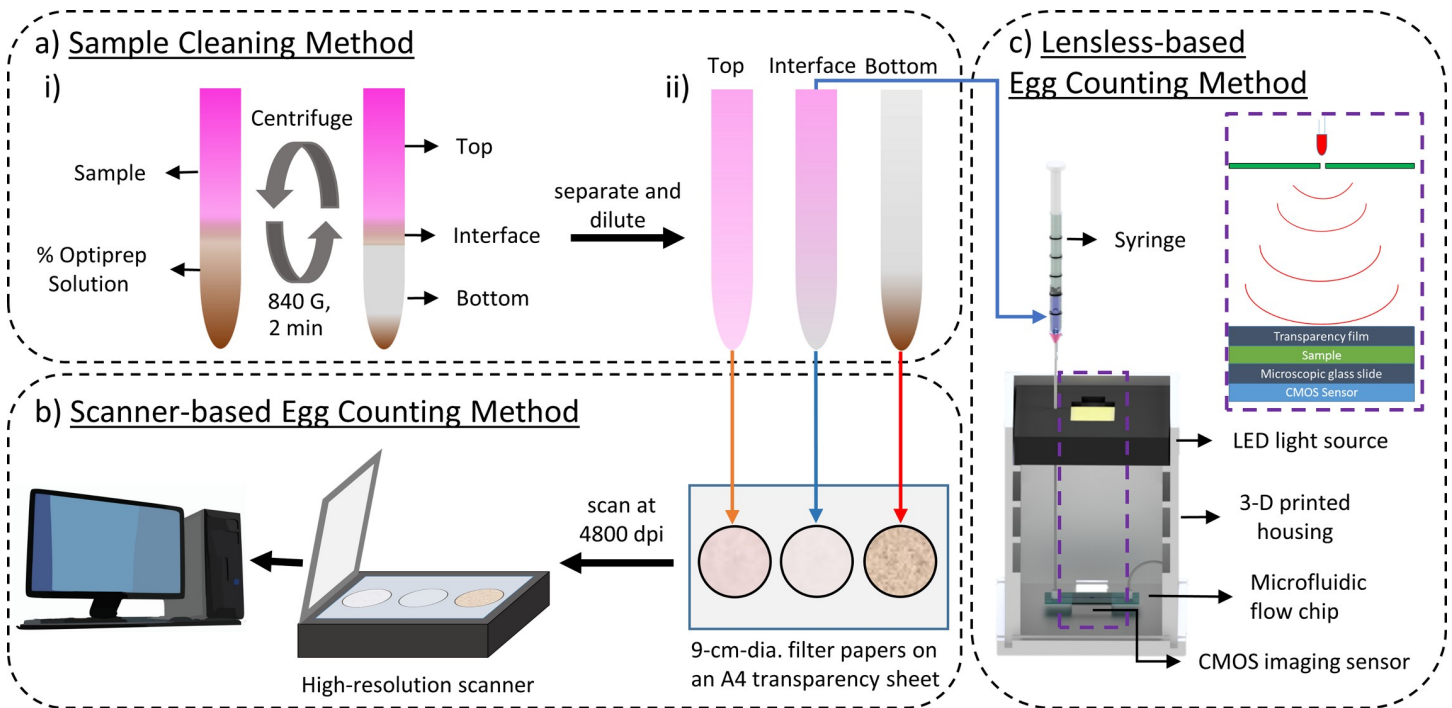 a) Sample Cleaning Method
i)
Sample
% Optiprep
Solution
Centrifuge
840 G,
2 min
Top
Interface
Bottom
separate and
dilute
ii)
Top
Interface
Bottom
b) Scanner-based Egg Counting Method
High-resolution scanner
scan at
4800 dpi
9-cm-dia. filter papers on
an A4 transparency sheet
c) Lensless-based
Egg Counting Method
Syringe
Transparency film
Sample
Microscopic glass slide
CMOS Sensor
LED light source
3-D printed
housing
Microfluidic
flow chip
CMOS imaging sensor